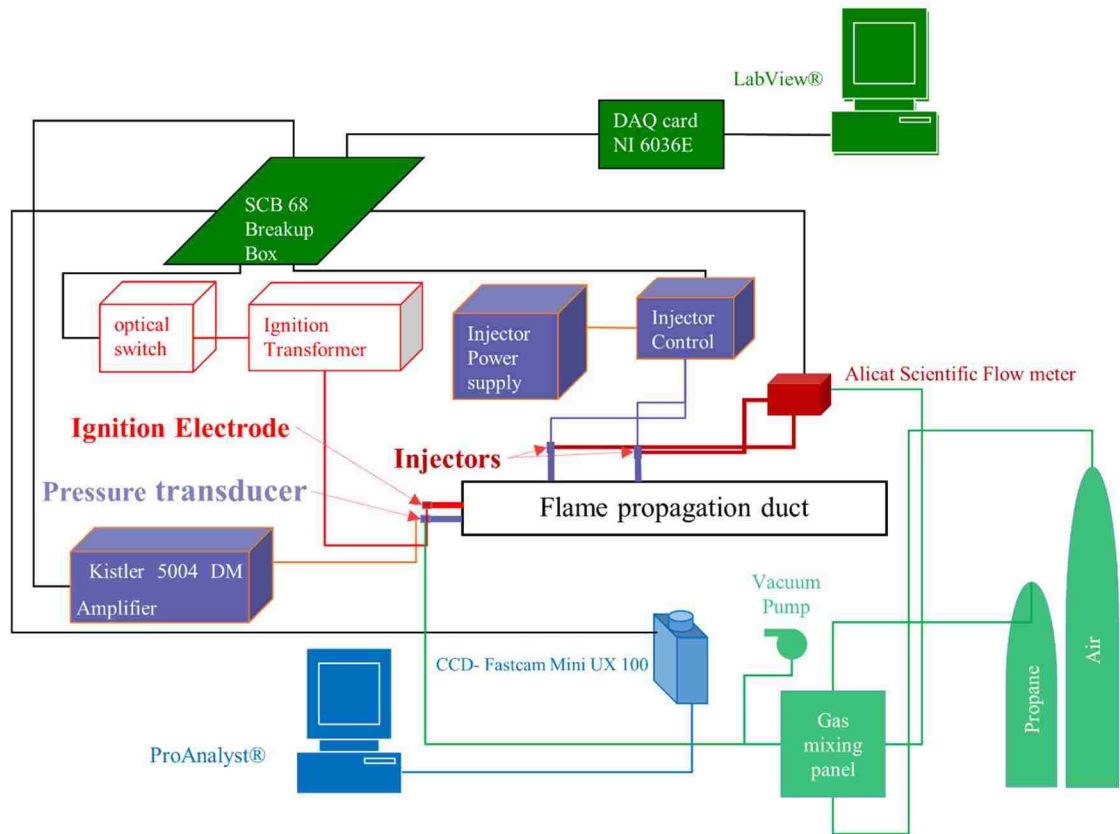 LabView®
DAQ card
NI 6036E
SCB 68
Breakup
Box
optical
switch
Ignition
Transformer
Injector
Power
supply
Injector
Control
Alicat Scientific Flow meter
Ignition Electrode
Injectors
Pressure transducer
Flame propagation duct
Kistler 5004 DM
Amplifier
Vacuum
Pump
CCD- Fastcam Mini UX 100
Propane
Air
Gas
mixing
panel
ProAnalyst®